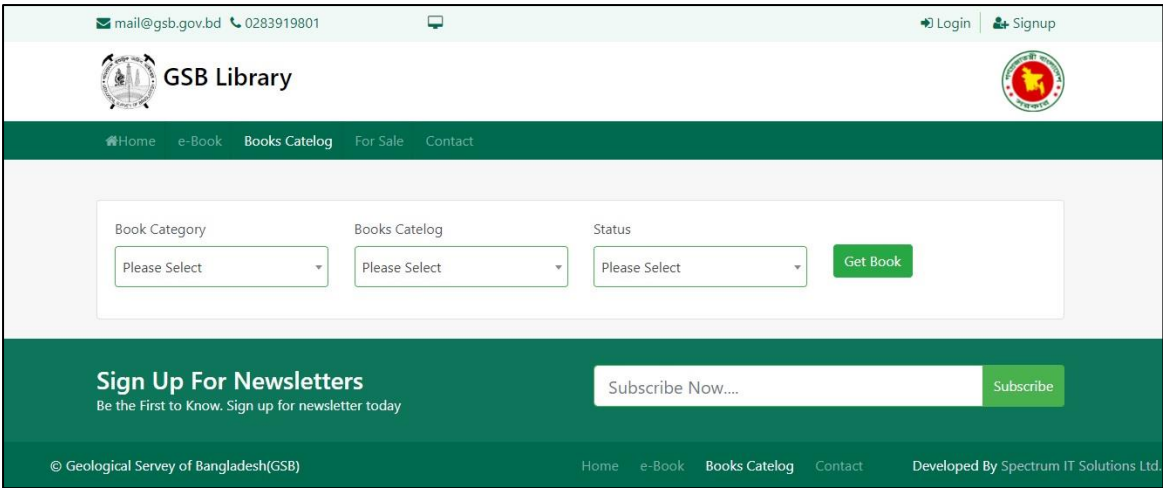 mail@gsb.gov.bd 0283919801 Login Signup
GSB Library
Home e-Book Books Catelog For Sale Contact
Book Category Books Catelog Status
Please Select Please Select Please Select Get Book
Sign Up For Newsletters
Be the First to Know. Sign up for newsletter today
Subscribe Now.... Subscribe
© Geological Servey of Bangladesh(GSB) Home e-Book Books Catelog Contact Developed By Spectrum IT Solutions Ltd.